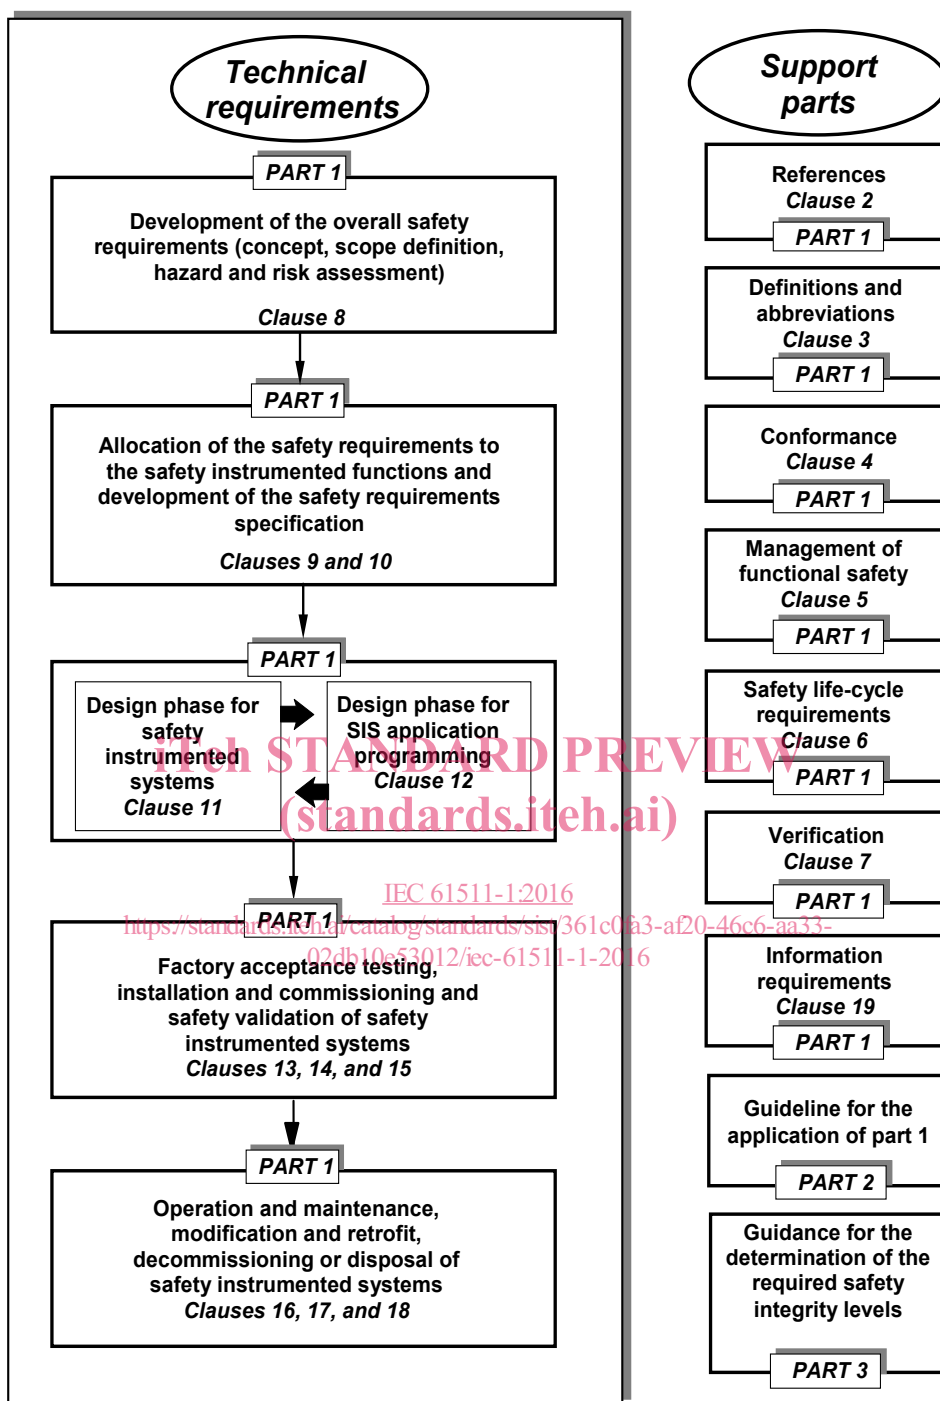 Technical
requirements
PART 1
Development of the overall safety
requirements (concept, scope definition,
hazard and risk assessment)
Clause 8
PART 1
Allocation of the safety requirements to
the safety instrumented functions and
development of the safety requirements
specification
Clauses 9 and 10
PART 1
Design phase for
safety
instrumented
systems
Clause 11
Design phase for
SIS application
programming
Clause 12
iTeh STANDARD PREVIEW
(standards.iteh.ai)
IEC 61511-1:2016
https://standards.iteh.ai/catalog/standards/sist/361c0fa3-af20-46c6-aa33-
02db10e53012/iec-61511-1-2016
PART 1
Factory acceptance testing,
installation and commissioning and
safety validation of safety
instrumented systems
Clauses 13, 14, and 15
PART 1
Operation and maintenance,
modification and retrofit,
decommissioning or disposal of
safety instrumented systems
Clauses 16, 17, and 18
Support
parts
References
Clause 2
PART 1
Definitions and
abbreviations
Clause 3
PART 1
Conformance
Clause 4
PART 1
Management of
functional safety
Clause 5
PART 1
Safety life-cycle
requirements
Clause 6
PART 1
Verification
Clause 7
PART 1
Information
requirements
Clause 19
PART 1
Guideline for the
application of part 1
PART 2
Guidance for the
determination of the
required safety
integrity levels
PART 3